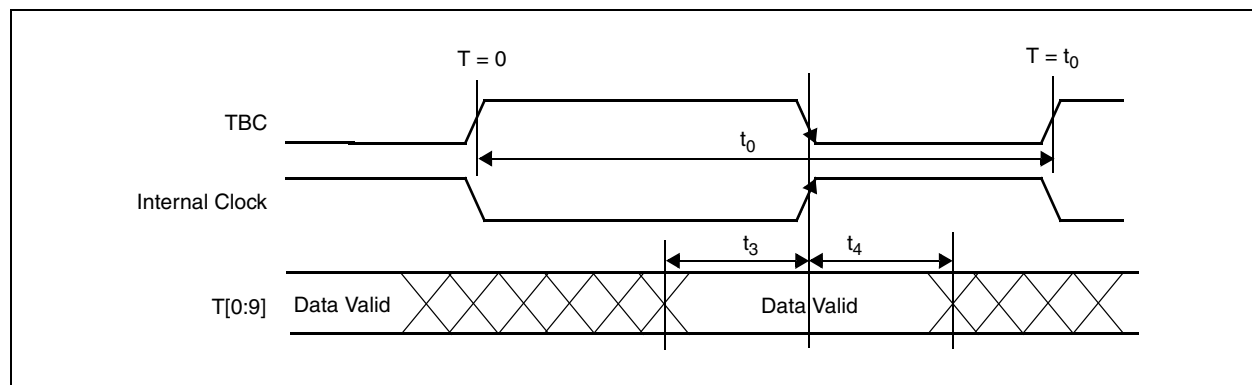 T = 0
T = t₀
TBC
t₀
Internal Clock
t₃
t₄
T[0:9]
Data Valid
Data Valid